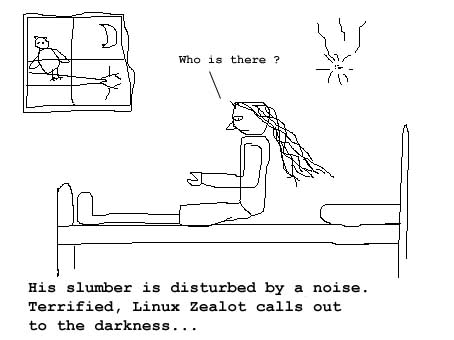 Who is there ?
His slumber is disturbed by a noise.
Terrified, Linux Zealot calls out
to the darkness...